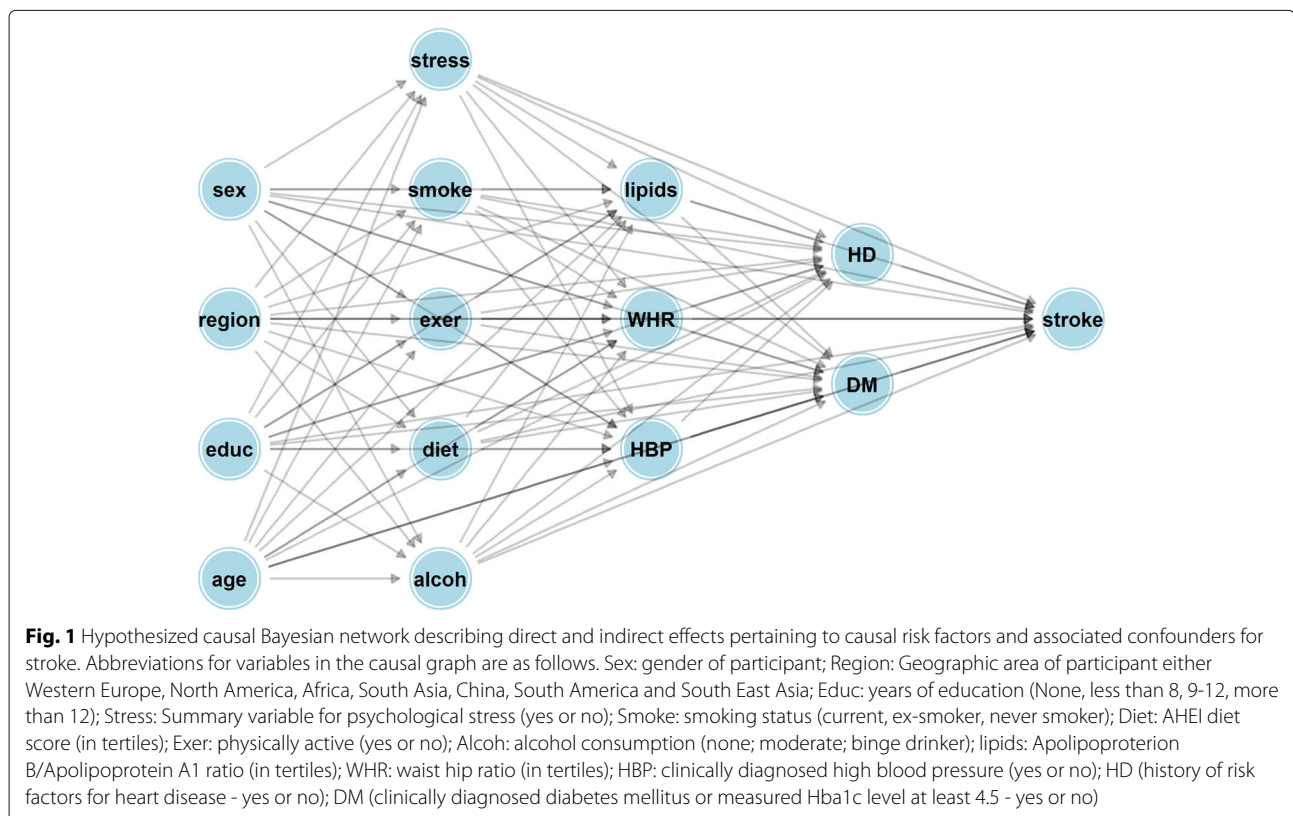 stress
sex
smoke
lipids
HD
region
exer
WHR
stroke
DM
educ
diet
HBP
age
alcoh
Fig. 1 Hypothesized causal Bayesian network describing direct and indirect effects pertaining to causal risk factors and associated confounders for
stroke. Abbreviations for variables in the causal graph are as follows. Sex: gender of participant; Region: Geographic area of participant either
Western Europe, North America, Africa, South Asia, China, South America and South East Asia; Educ: years of education (None, less than 8, 9-12, more
than 12); Stress: Summary variable for psychological stress (yes or no); Smoke: smoking status (current, ex-smoker, never smoker); Diet: AHEI diet
score (in tertiles); Exer: physically active (yes or no); Alcoh: alcohol consumption (none; moderate; binge drinker); lipids: Apolipoproterion
B/Apolipoprotein A1 ratio (in tertiles); WHR: waist hip ratio (in tertiles); HBP: clinically diagnosed high blood pressure (yes or no); HD (history of risk
factors for heart disease - yes or no); DM (clinically diagnosed diabetes mellitus or measured Hba1c level at least 4.5 - yes or no)